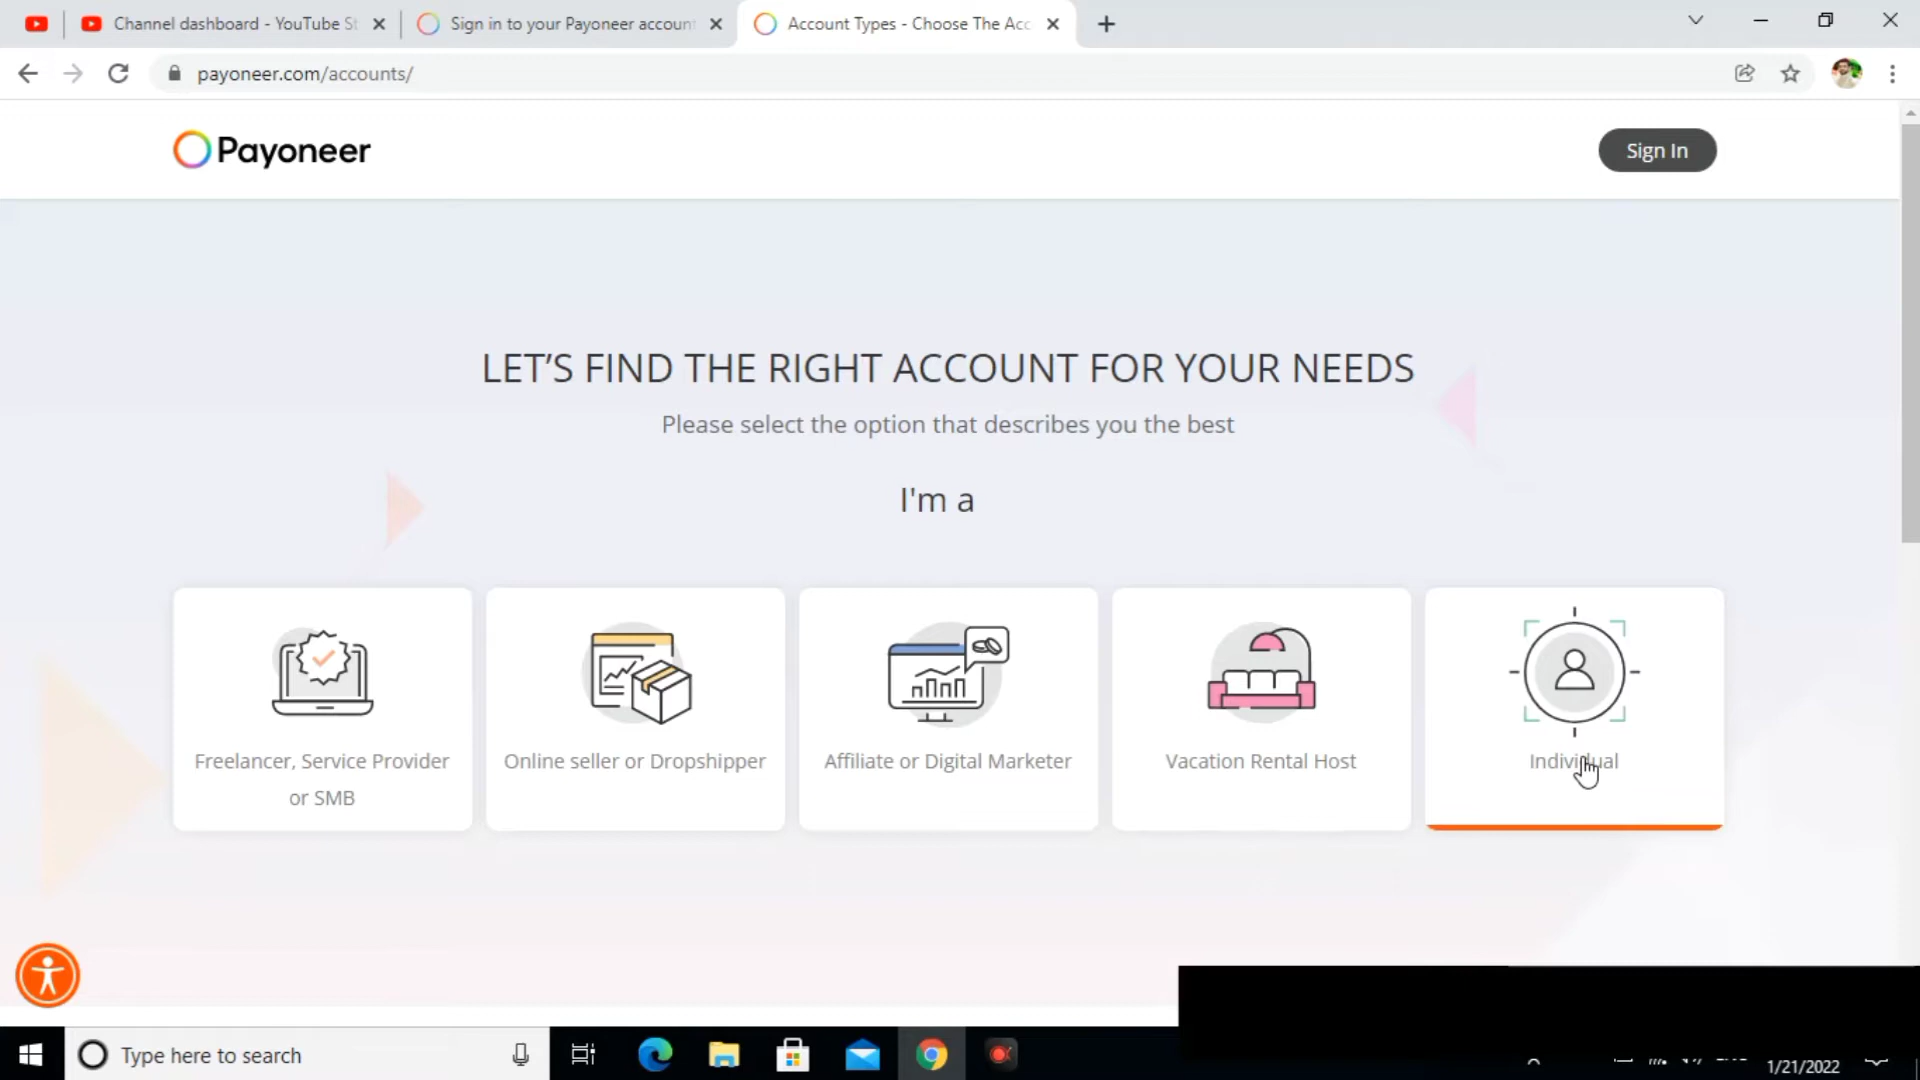 Channel dashboard - YouTube St
Sign in to your Payoneer account
Account Types - Choose The Acc
payoneer.com/accounts/
Payoneer
Sign In
LET'S FIND THE RIGHT ACCOUNT FOR YOUR NEEDS
Please select the option that describes you the best
I'm a
Freelancer, Service Provider
or SMB
Online seller or Dropshipper
Affiliate or Digital Marketer
Vacation Rental Host
Individual
Type here to search
1/21/2022